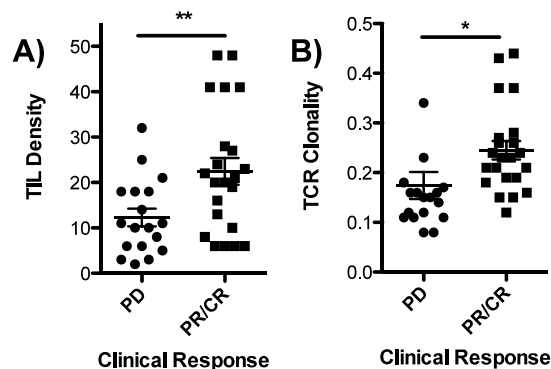 A)
**
TIL Density
50
40
30
20
10
0
PD
PR/CR
Clinical Response
B)
*
TCR Clonality
0.5
0.4
0.3
0.2
0.1
0.0
PD
PR/CR
Clinical Response